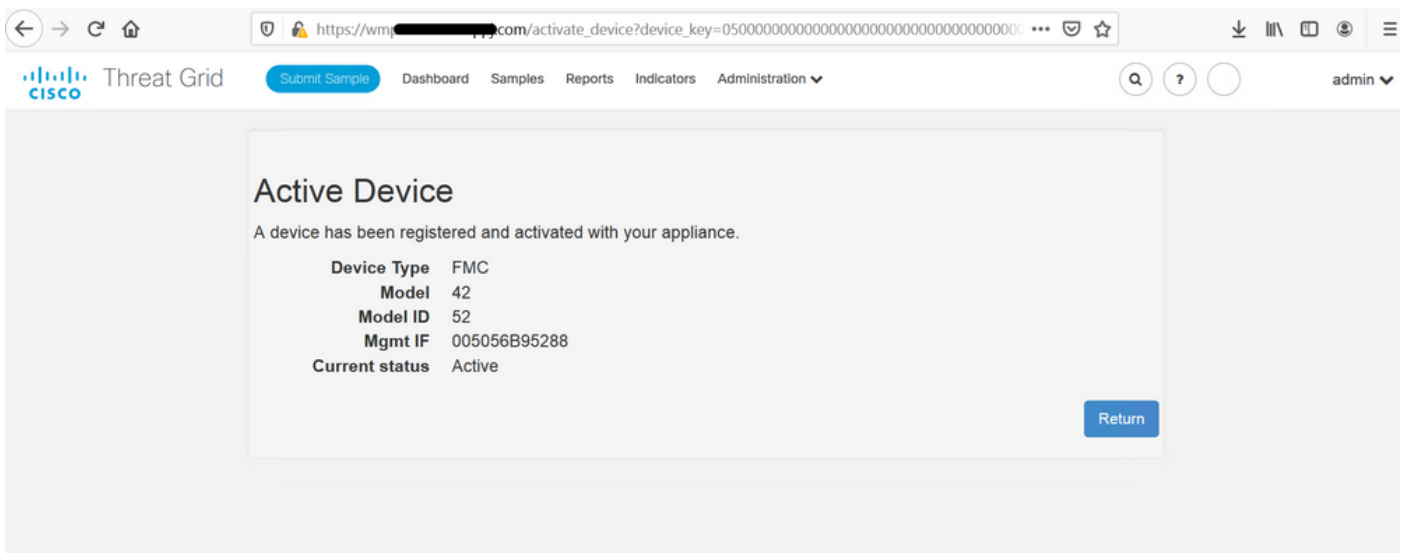 https://wmp com/activate_device?device_key=0500000000000000000000000000000000
CISCO Threat Grid Submit Sample Dashboard Samples Reports Indicators Administration ? admin
Active Device
A device has been registered and activated with your appliance.
Device Type FMC
Model 42
Model ID 52
Mgmt IF 005056B95288
Current status Active
Return